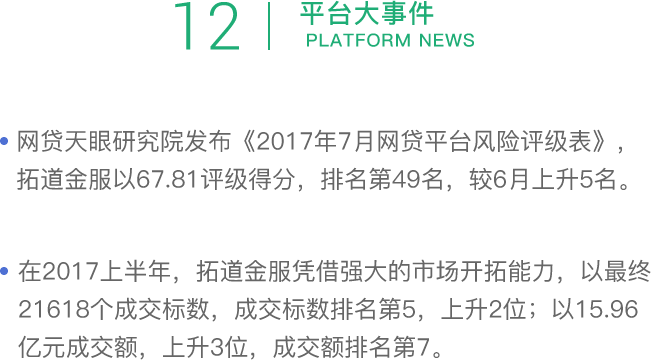 12
平台大事件
PLATFORM NEWS
网贷天眼研究院发布《2017年7月网贷平台风险评级表》，
拓道金服以67.81评级得分，排名第49名，较6月上升5名。
在2017上半年，拓道金服凭借强大的市场开拓能力，以最终
21618个成交标数，成交标数排名第5，上升2位；以15.96
亿元成交额，上升3位，成交额排名第7。